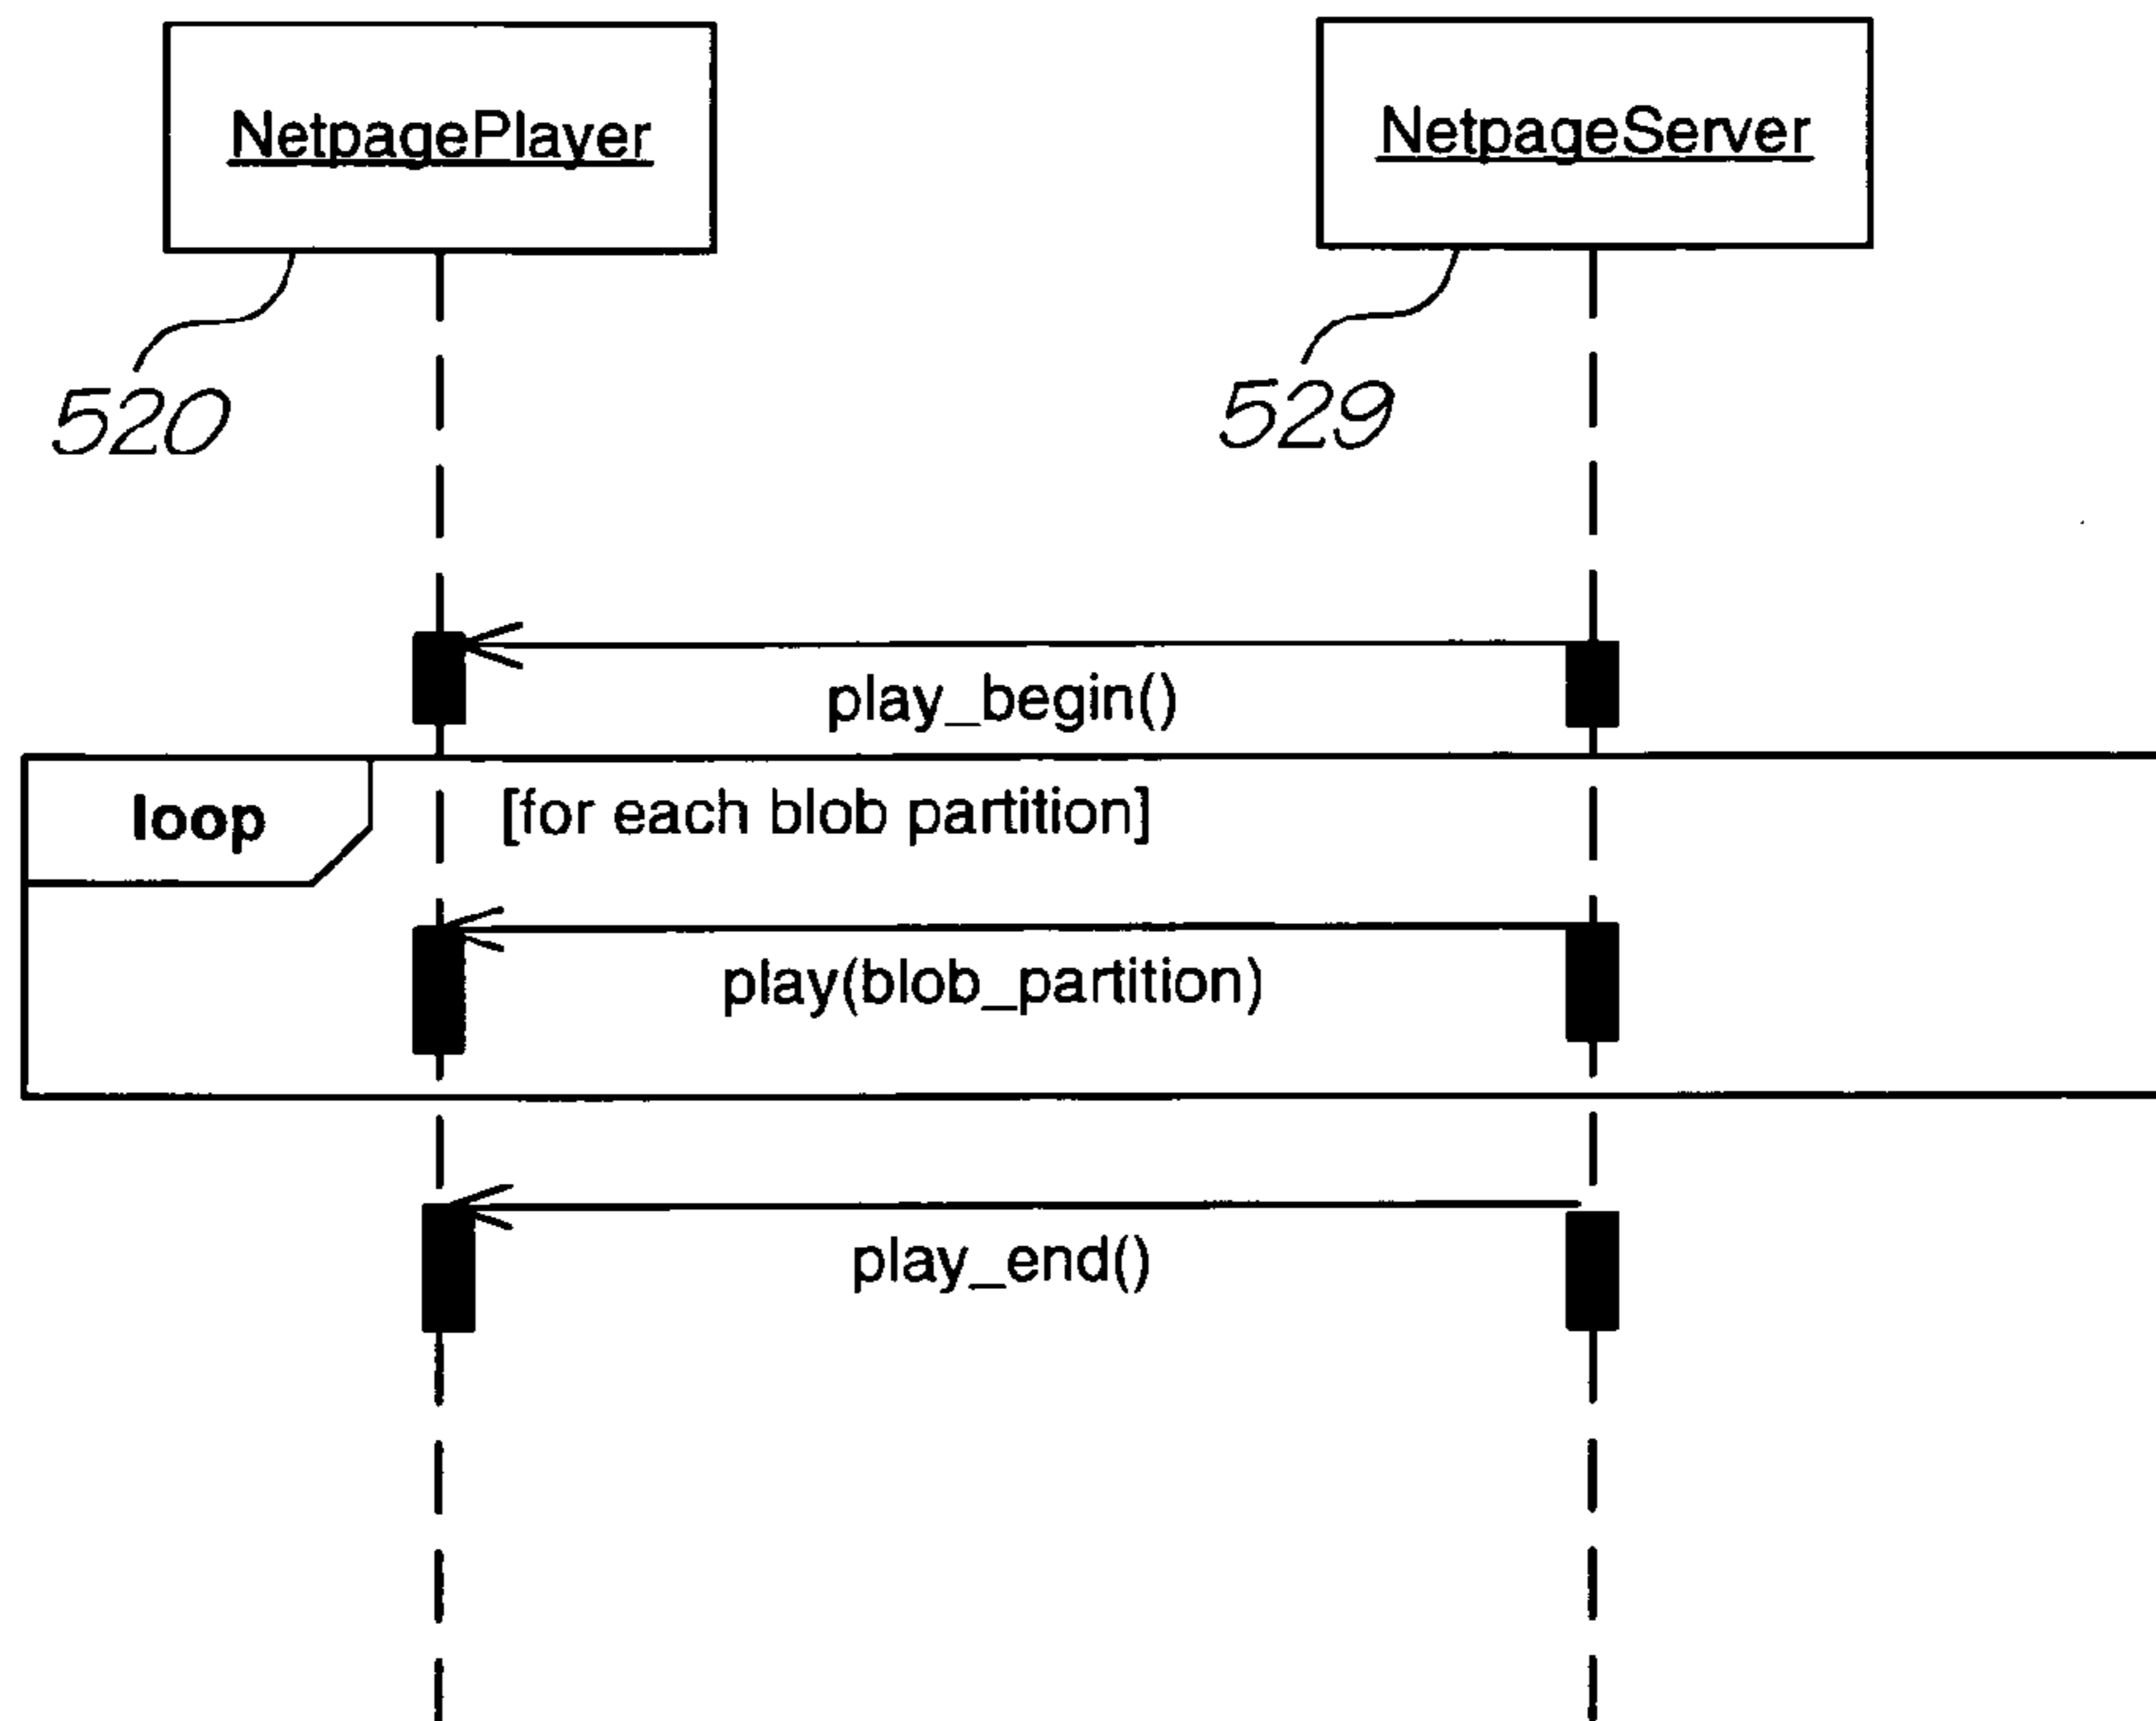 NetpagePlayer
NetpageServer
520
529
play_begin()
loop
[for each blob partition]
play(blob_partition)
play_end()